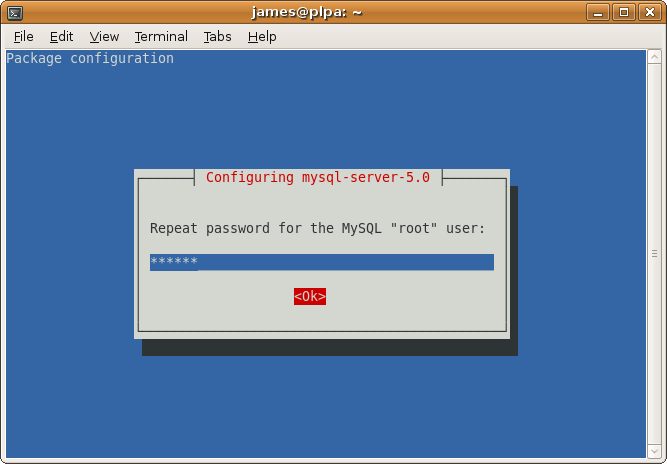 james@plpa: ~
File Edit View Terminal Tabs Help
Package configuration
Configuring mysql-server-5.0
Repeat password for the MySQL "root" user:
******
<Ok>